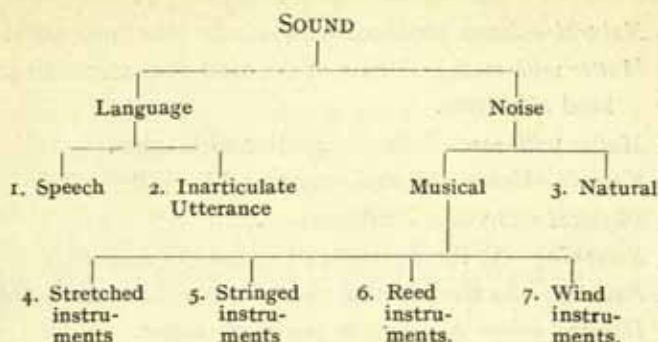 SOUND
Language Noise
1. Speech 2. Inarticulate Musical 3. Natural
Utterance
4. Stretched 5. Stringed 6. Reed 7. Wind
instru- instru- instru- instru-
ments ments ments. ments.